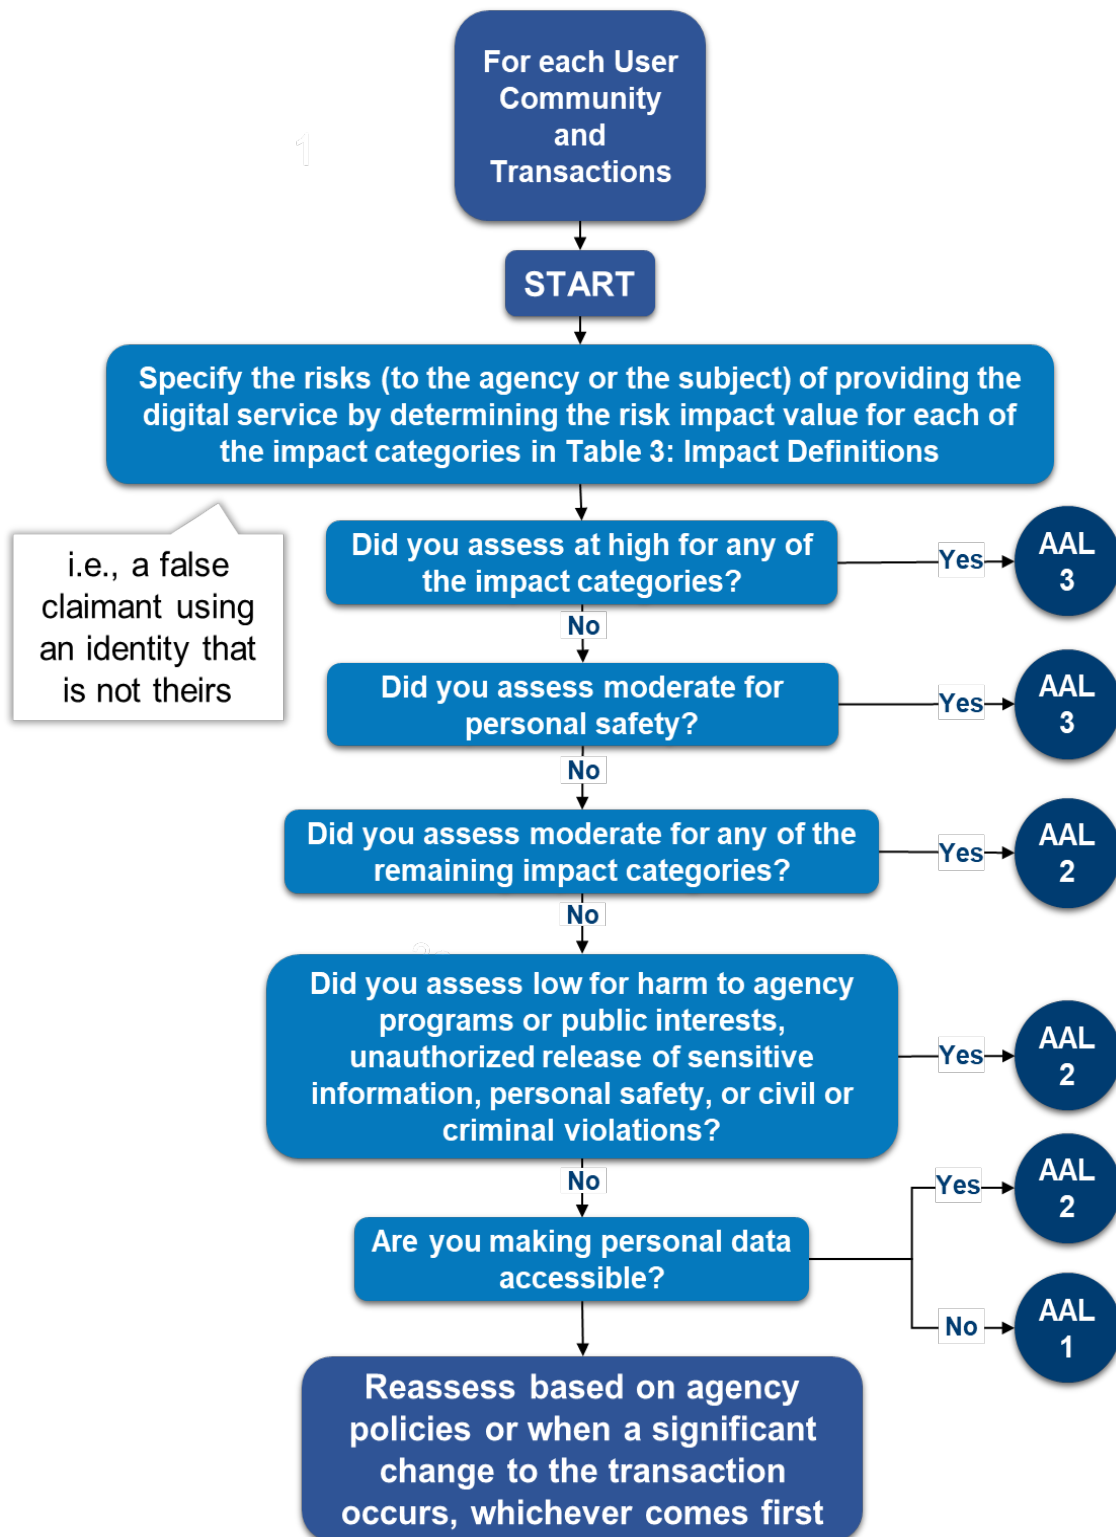 For each User
Community
and
Transactions
1
START
Specify the risks (to the agency or the subject) of providing the
digital service by determining the risk impact value for each of
the impact categories in Table 3: Impact Definitions
i.e., a false
claimant using
an identity that
is not theirs
Did you assess at high for any of
the impact categories?
Yes
AAL
3
No
Did you assess moderate for
personal safety?
Yes
AAL
3
No
Did you assess moderate for any of the
remaining impact categories?
Yes
AAL
2
No
Did you assess low for harm to agency
programs or public interests,
unauthorized release of sensitive
information, personal safety, or civil or
criminal violations?
Yes
AAL
2
No
Are you making personal data
accessible?
Yes
AAL
2
No
AAL
1
Reassess based on agency
policies or when a significant
change to the transaction
occurs, whichever comes first